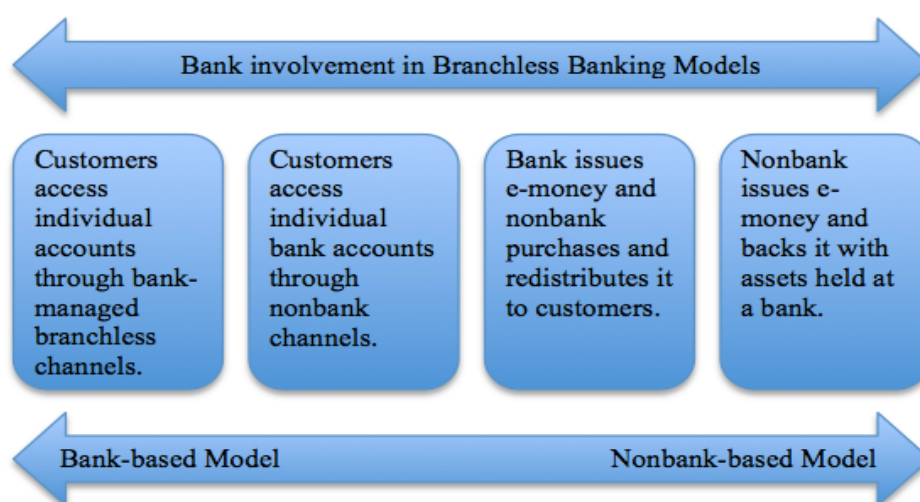 Bank involvement in Branchless Banking Models
Customers
access
individual
accounts
through bank-
managed
branchless
channels.
Customers
access
individual
bank accounts
through
nonbank
channels.
Bank issues
e-money and
nonbank
purchases and
redistributes it
to customers.
Nonbank
issues e-
money and
backs it with
assets held at
a bank.
Bank-based Model
Nonbank-based Model